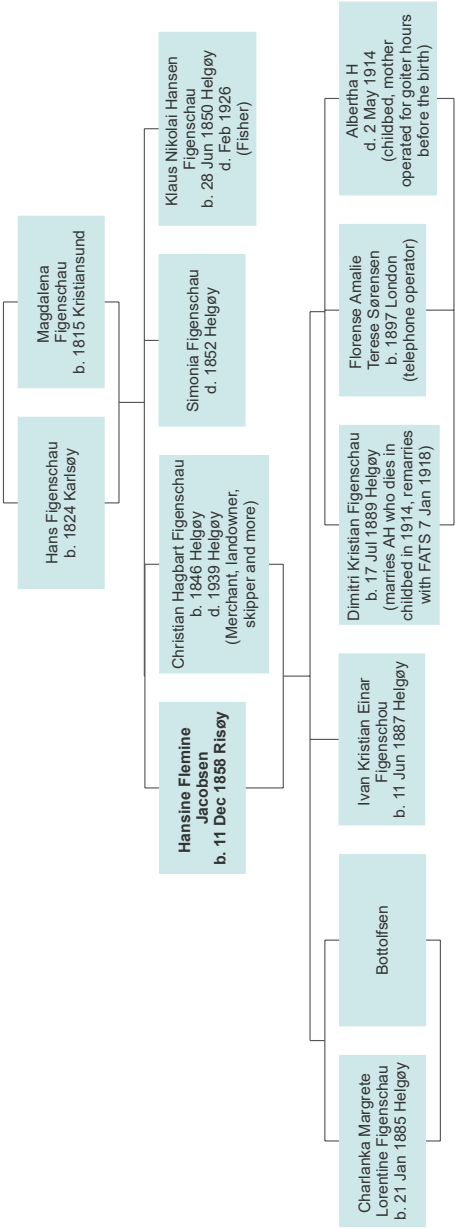 Hans Figenschau
b. 1824 Karlsøy
Magdalena
Figenschau
b. 1815 Kristiansund
Hansine Flemine
Jacobsen
b. 11 Dec 1858 Risøy
Christian Hagbart Figenschau
b. 1846 Helgøy
d. 1939 Helgøy
(Merchant, landowner,
skipper and more)
Simonia Figenschau
d. 1852 Helgøy
Klaus Nikolai Hansen
Figenschau
b. 28 Jun 1850 Helgøy
d. Feb 1926
(Fisher)
Charlanka Margrete
Lorentine Figenschau
b. 21 Jan 1885 Helgøy
Bottolfsen
Ivan Kristian Einar
Figenschou
b. 11 Jun 1887 Helgøy
Dimitri Kristian Figenschau
b. 17 Jul 1889 Helgøy
(marries AH who dies in
childbed in 1914, remarries
with FATS 7 Jan 1918)
Florense Amalie
Terese Sørensen
b. 1897 London
(telephone operator)
Albertha H
d. 2 May 1914
(childbed, mother
operated for goiter hours
before the birth)